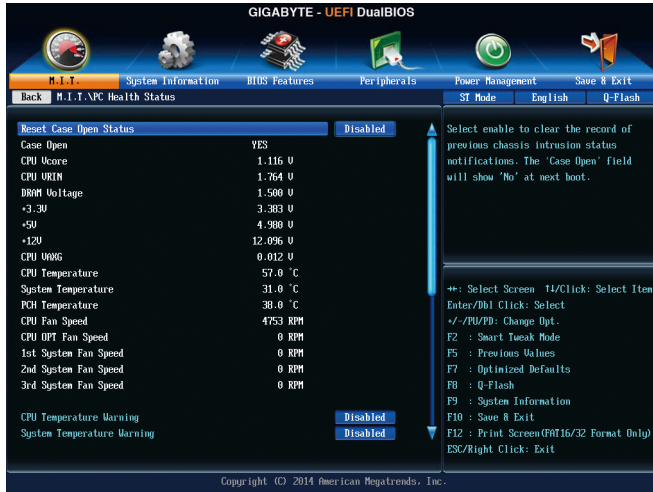 GIGABYTE - UEFI DualBIOS
M.I.T. System Information BIOS Features Peripherals Power Management Save & Exit
Back M.I.T.\PC Health Status ST Mode English Q-Flash
Reset Case Open Status Disabled
Case Open YES
CPU Vcore 1.116 V
CPU VRIN 1.764 V
DRAM Voltage 1.500 V
+3.3V 3.383 V
+5V 4.980 V
+12V 12.096 V
CPU VAXG 0.012 V
CPU Temperature 57.0 °C
System Temperature 31.0 °C
PCH Temperature 38.0 °C
CPU Fan Speed 4753 RPM
CPU OPT Fan Speed 0 RPM
1st System Fan Speed 0 RPM
2nd System Fan Speed 0 RPM
3rd System Fan Speed 0 RPM
CPU Temperature Warning Disabled
System Temperature Warning Disabled
Select enable to clear the record of
previous chassis intrusion status
notifications. The 'Case Open' field
will show 'No' at next boot.
→←: Select Screen ↑↓/Click: Select Item
Enter/Dbl Click: Select
+/-/PU/PD: Change Opt.
F2 : Smart Tweak Mode
F5 : Previous Values
F7 : Optimized Defaults
F8 : Q-Flash
F9 : System Information
F10 : Save & Exit
F12 : Print Screen(FAT16/32 Format Only)
ESC/Right Click: Exit
Copyright (C) 2014 American Megatrends, Inc.